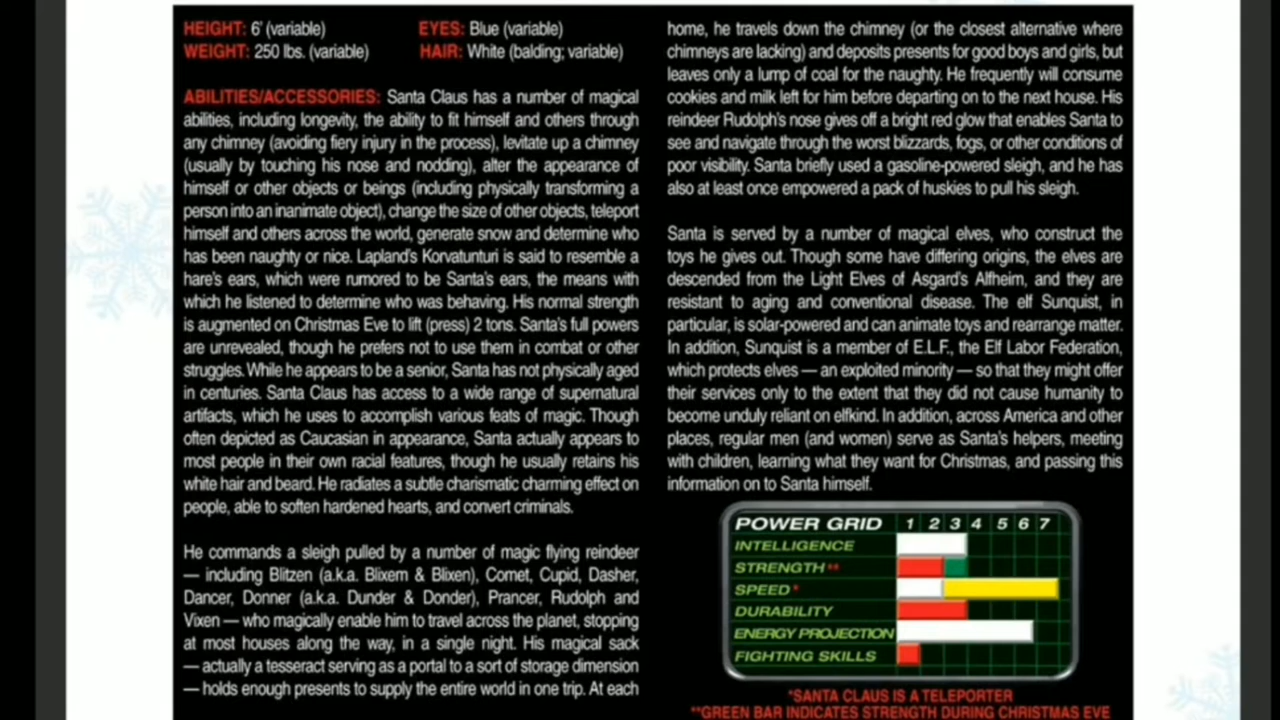 HEIGHT: 6' (variable) EYES: Blue (variable)
WEIGHT: 250 lbs. (variable) HAIR: White (balding; variable)
ABILITIES/ACCESSORIES: Santa Claus has a number of magical
abilities, including longevity, the ability to fit himself and others through
any chimney (avoiding fiery injury in the process), levitate up a chimney
(usually by touching his nose and nodding), alter the appearance of
himself or other objects or beings (including physically transforming a
person into an inanimate object), change the size of other objects, teleport
himself and others across the world, generate snow and determine who
has been naughty or nice. Lapland's Korvatunturi is said to resemble a
hare's ears, which were rumored to be Santa's ears, the means with
which he listened to determine who was behaving. His normal strength
is augmented on Christmas Eve to lift (press) 2 tons. Santa's full powers
are unrevealed, though he prefers not to use them in combat or other
struggles. While he appears to be a senior, Santa has not physically aged
in centuries. Santa Claus has access to a wide range of supernatural
artifacts, which he uses to accomplish various feats of magic. Though
often depicted as Caucasian in appearance, Santa actually appears to
most people in their own racial features, though he usually retains his
white hair and beard. He radiates a subtle charismatic charming effect on
people, able to soften hardened hearts, and convert criminals.
He commands a sleigh pulled by a number of magic flying reindeer
— including Blitzen (a.k.a. Blixem & Blixen), Comet, Cupid, Dasher,
Dancer, Donner (a.k.a. Dunder & Donder), Prancer, Rudolph and
Vixen — who magically enable him to travel across the planet, stopping
at most houses along the way, in a single night. His magical sack
— actually a tesseract serving as a portal to a sort of storage dimension
— holds enough presents to supply the entire world in one trip. At each
home, he travels down the chimney (or the closest alternative where
chimneys are lacking) and deposits presents for good boys and girls, but
leaves only a lump of coal for the naughty. He frequently will consume
cookies and milk left for him before departing on to the next house. His
reindeer Rudolph's nose gives off a bright red glow that enables Santa to
see and navigate through the worst blizzards, fogs, or other conditions of
poor visibility. Santa briefly used a gasoline-powered sleigh, and he has
also at least once empowered a pack of huskies to pull his sleigh.
Santa is served by a number of magical elves, who construct the
toys he gives out. Though some have differing origins, the elves are
descended from the Light Elves of Asgard's Alfheim, and they are
resistant to aging and conventional disease. The elf Sunquist, in
particular, is solar-powered and can animate toys and rearrange matter.
In addition, Sunquist is a member of E.L.F., the Elf Labor Federation,
which protects elves — an exploited minority — so that they might offer
their services only to the extent that they did not cause humanity to
become unduly reliant on elfkind. In addition, across America and other
places, regular men (and women) serve as Santa's helpers, meeting
with children, learning what they want for Christmas, and passing this
information on to Santa himself.
POWER GRID 1 2 3 4 5 6 7
INTELLIGENCE
STRENGTH**
SPEED*
DURABILITY
ENERGY PROJECTION
FIGHTING SKILLS
*SANTA CLAUS IS A TELEPORTER
**GREEN BAR INDICATES STRENGTH DURING CHRISTMAS EVE